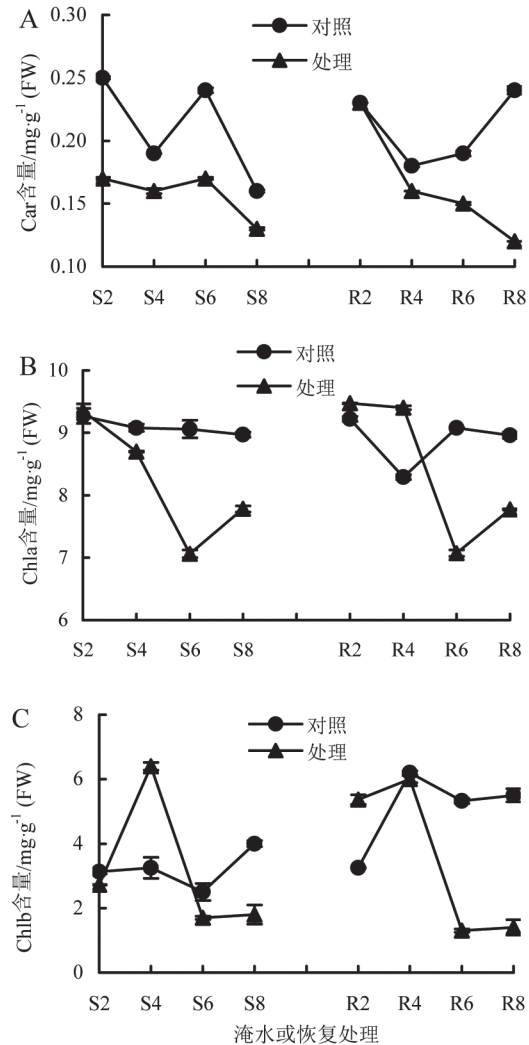 A
对照
处理
Car含量/mg·g-1 (FW)
0.30
0.25
0.20
0.15
0.10
S2 S4 S6 S8 R2 R4 R6 R8
B
对照
处理
Chla含量/mg·g-1 (FW)
10
9
8
7
6
S2 S4 S6 S8 R2 R4 R6 R8
C
对照
处理
Chlb含量/mg·g-1 (FW)
8
6
4
2
0
S2 S4 S6 S8 R2 R4 R6 R8
淹水或恢复处理